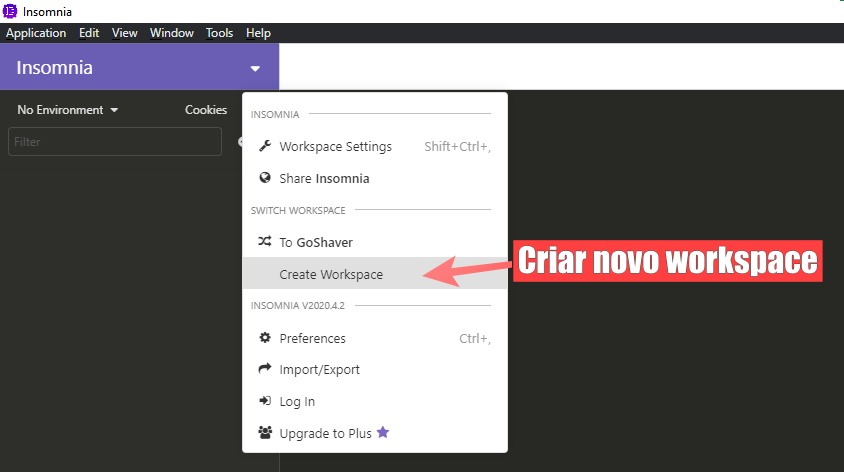 Insomnia
Application Edit View Window Tools Help
Insomnia
No Environment Cookies
Filter
INSOMNIA
Workspace Settings Shift+Ctrl+,
Share Insomnia
SWITCH WORKSPACE
To GoShaver
Create Workspace
Criar novo workspace
INSOMNIA V2020.4.2
Preferences Ctrl+,
Import/Export
Log In
Upgrade to Plus